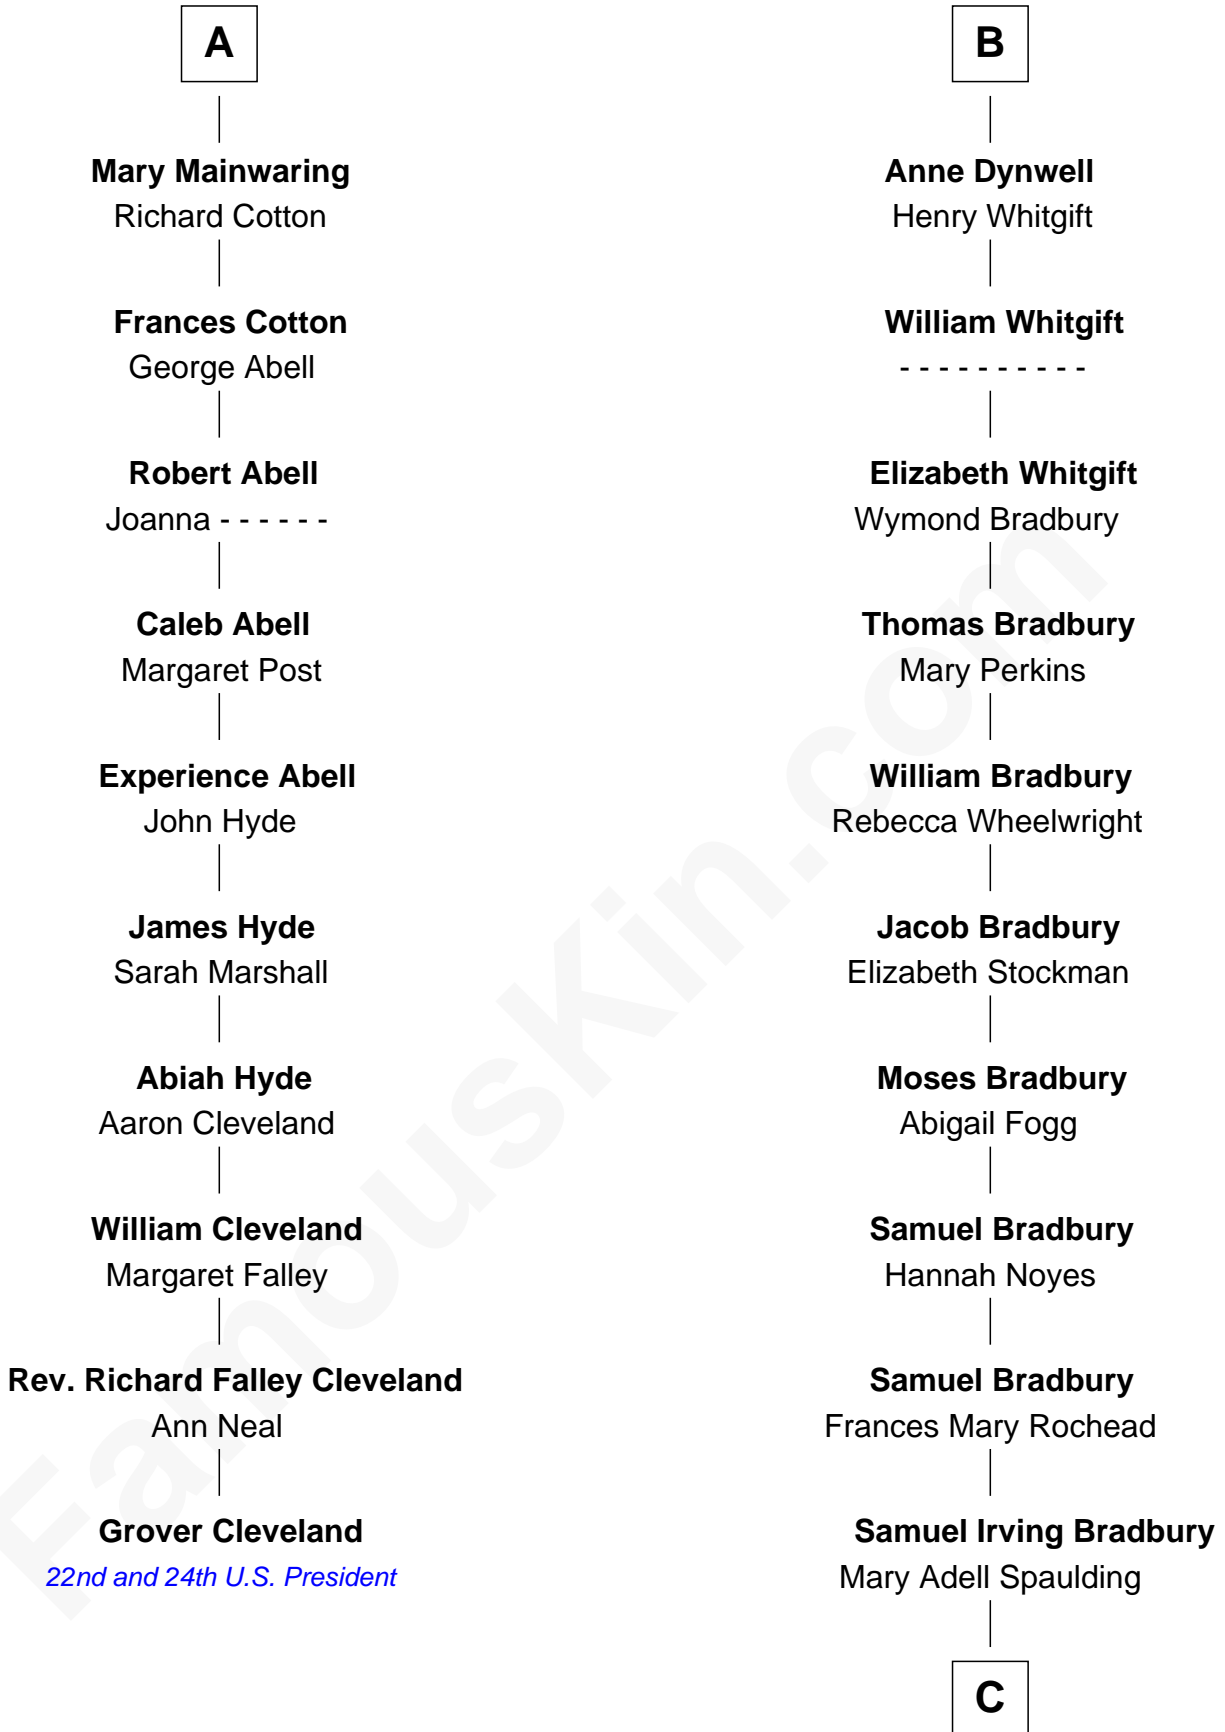 A
Mary Mainwaring
Richard Cotton
Frances Cotton
George Abell
Robert Abell
Joanna - - - - - -
Caleb Abell
Margaret Post
Experience Abell
John Hyde
James Hyde
Sarah Marshall
Abiah Hyde
Aaron Cleveland
William Cleveland
Margaret Falley
Rev. Richard Falley Cleveland
Ann Neal
Grover Cleveland
22nd and 24th U.S. President
B
Anne Dynwell
Henry Whitgift
William Whitgift
- - - - - - - - - -
Elizabeth Whitgift
Wymond Bradbury
Thomas Bradbury
Mary Perkins
William Bradbury
Rebecca Wheelwright
Jacob Bradbury
Elizabeth Stockman
Moses Bradbury
Abigail Fogg
Samuel Bradbury
Hannah Noyes
Samuel Bradbury
Frances Mary Rochead
Samuel Irving Bradbury
Mary Adell Spaulding
C
FamousKin.com